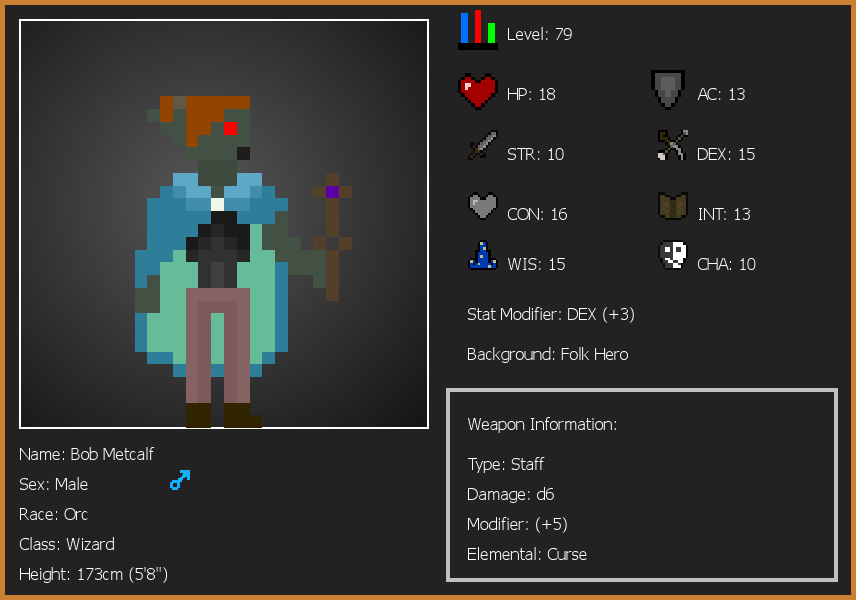 Level: 79
HP: 18
AC: 13
STR: 10
DEX: 15
CON: 16
INT: 13
WIS: 15
CHA: 10
Stat Modifier: DEX (+3)
Background: Folk Hero
Weapon Information:
Type: Staff
Damage: d6
Modifier: (+5)
Elemental: Curse
Name: Bob Metcalf
Sex: Male
Race: Orc
Class: Wizard
Height: 173cm (5'8")